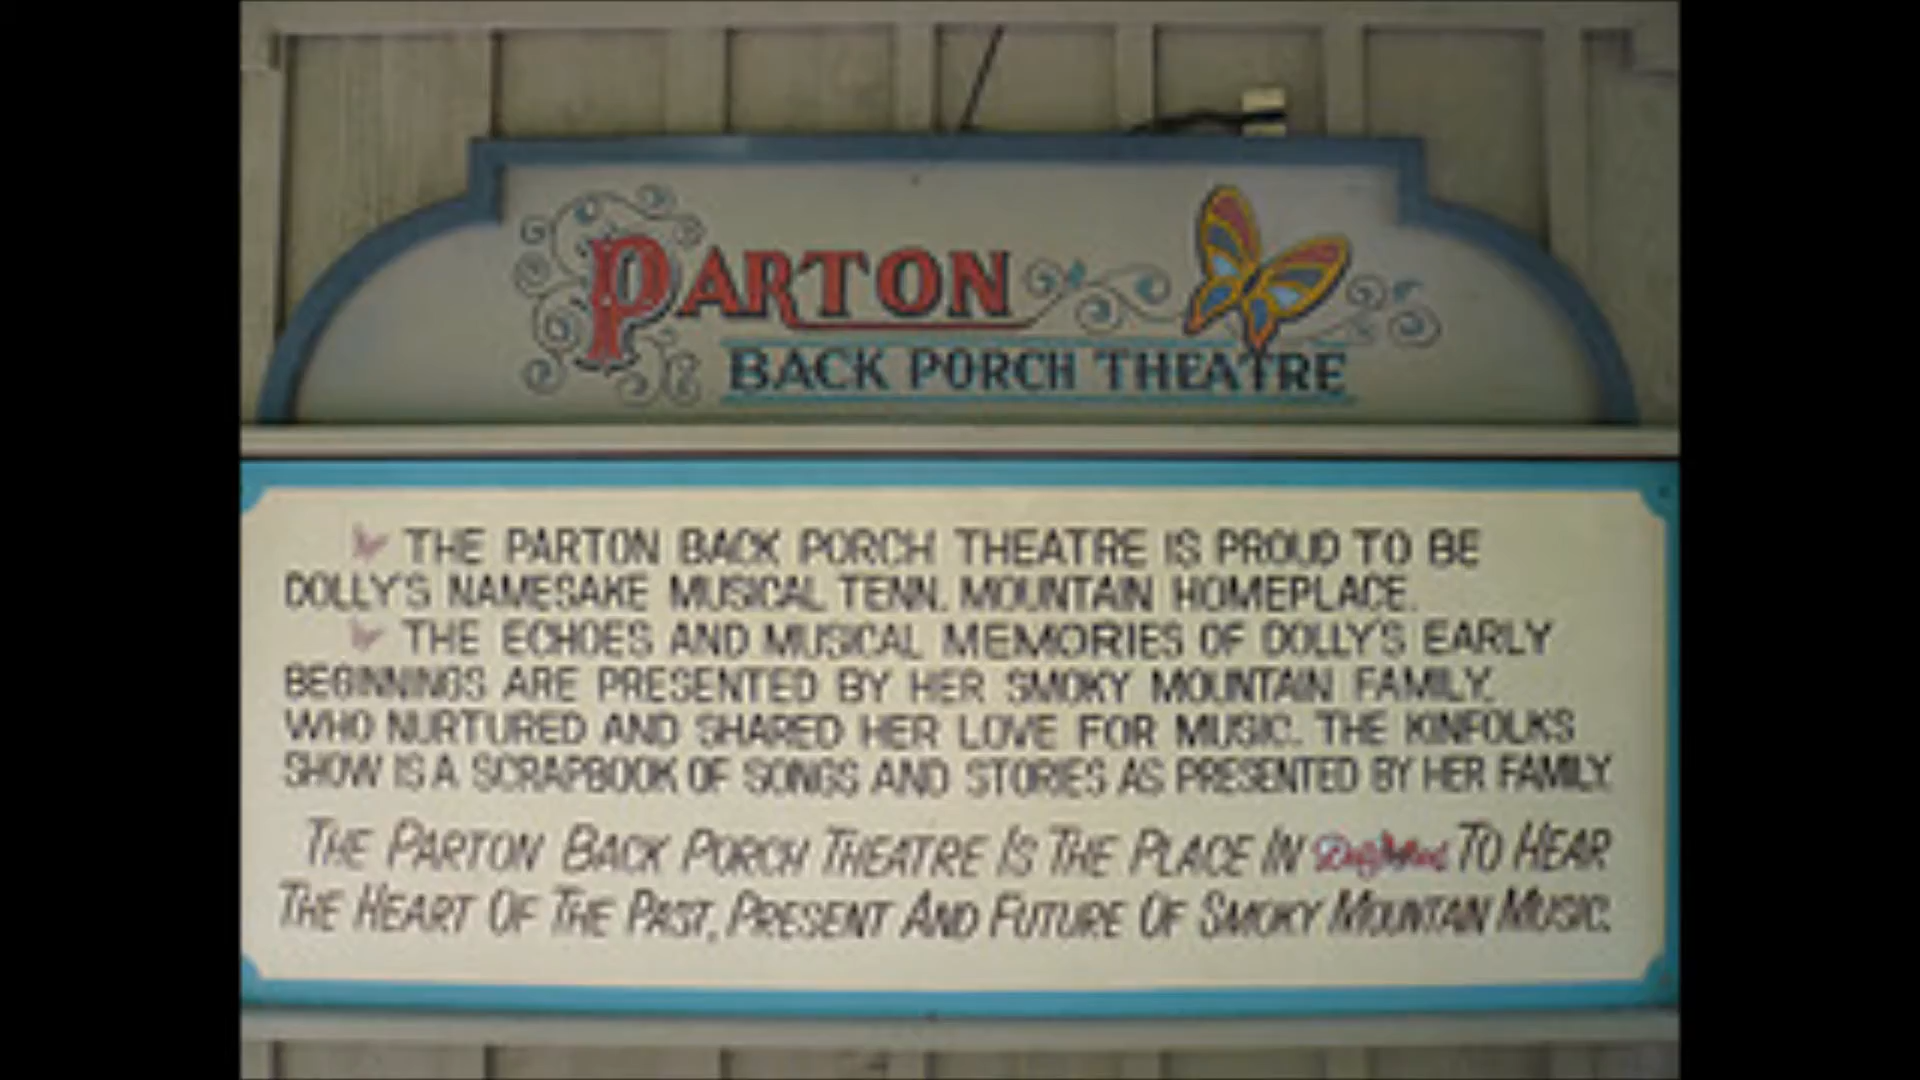 PARTON
BACK PORCH THEATRE
THE PARTON BACK PORCH THEATRE IS PROUD TO BE
DOLLY'S NAMESAKE MUSICAL TENN. MOUNTAIN HOMEPLACE.
THE ECHOES AND MUSICAL MEMORIES OF DOLLY'S EARLY
BEGINNINGS ARE PRESENTED BY HER SMOKY MOUNTAIN FAMILY.
WHO NURTURED AND SHARED HER LOVE FOR MUSIC. THE KINFOLKS
SHOW IS A SCRAPBOOK OF SONGS AND STORIES AS PRESENTED BY HER FAMILY.
THE PARTON BACK PORCH THEATRE IS THE PLACE IN Dollywood TO HEAR
THE HEART OF THE PAST, PRESENT AND FUTURE OF SMOKY MOUNTAIN MUSIC.